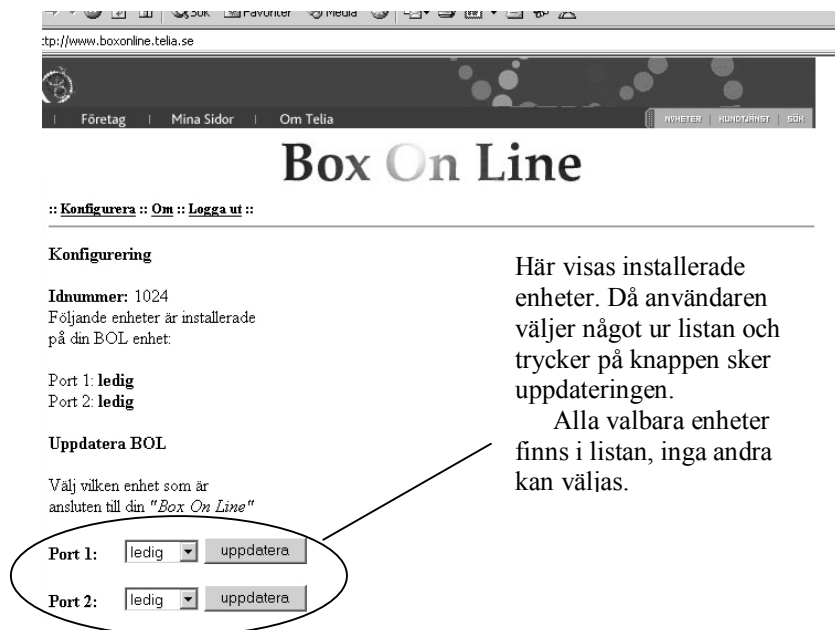 Sök Favoriter Media
ttp://www.boxonline.telia.se
Företag | Mina Sidor | Om Telia
NYHETER | KUNDTJÄNST | SÖK
Box On Line
:: Konfigurera :: Om :: Logga ut ::
Konfigurering
Idnummer: 1024
Följande enheter är installerade
på din BOL enhet:
Port 1: ledig
Port 2: ledig
Uppdatera BOL
Välj vilken enhet som är
ansluten till din "Box On Line"
Port 1: ledig uppdatera
Port 2: ledig uppdatera
Här visas installerade
enheter. Då användaren
väljer något ur listan och
trycker på knappen sker
uppdateringen.
Alla valbara enheter
finns i listan, inga andra
kan väljas.